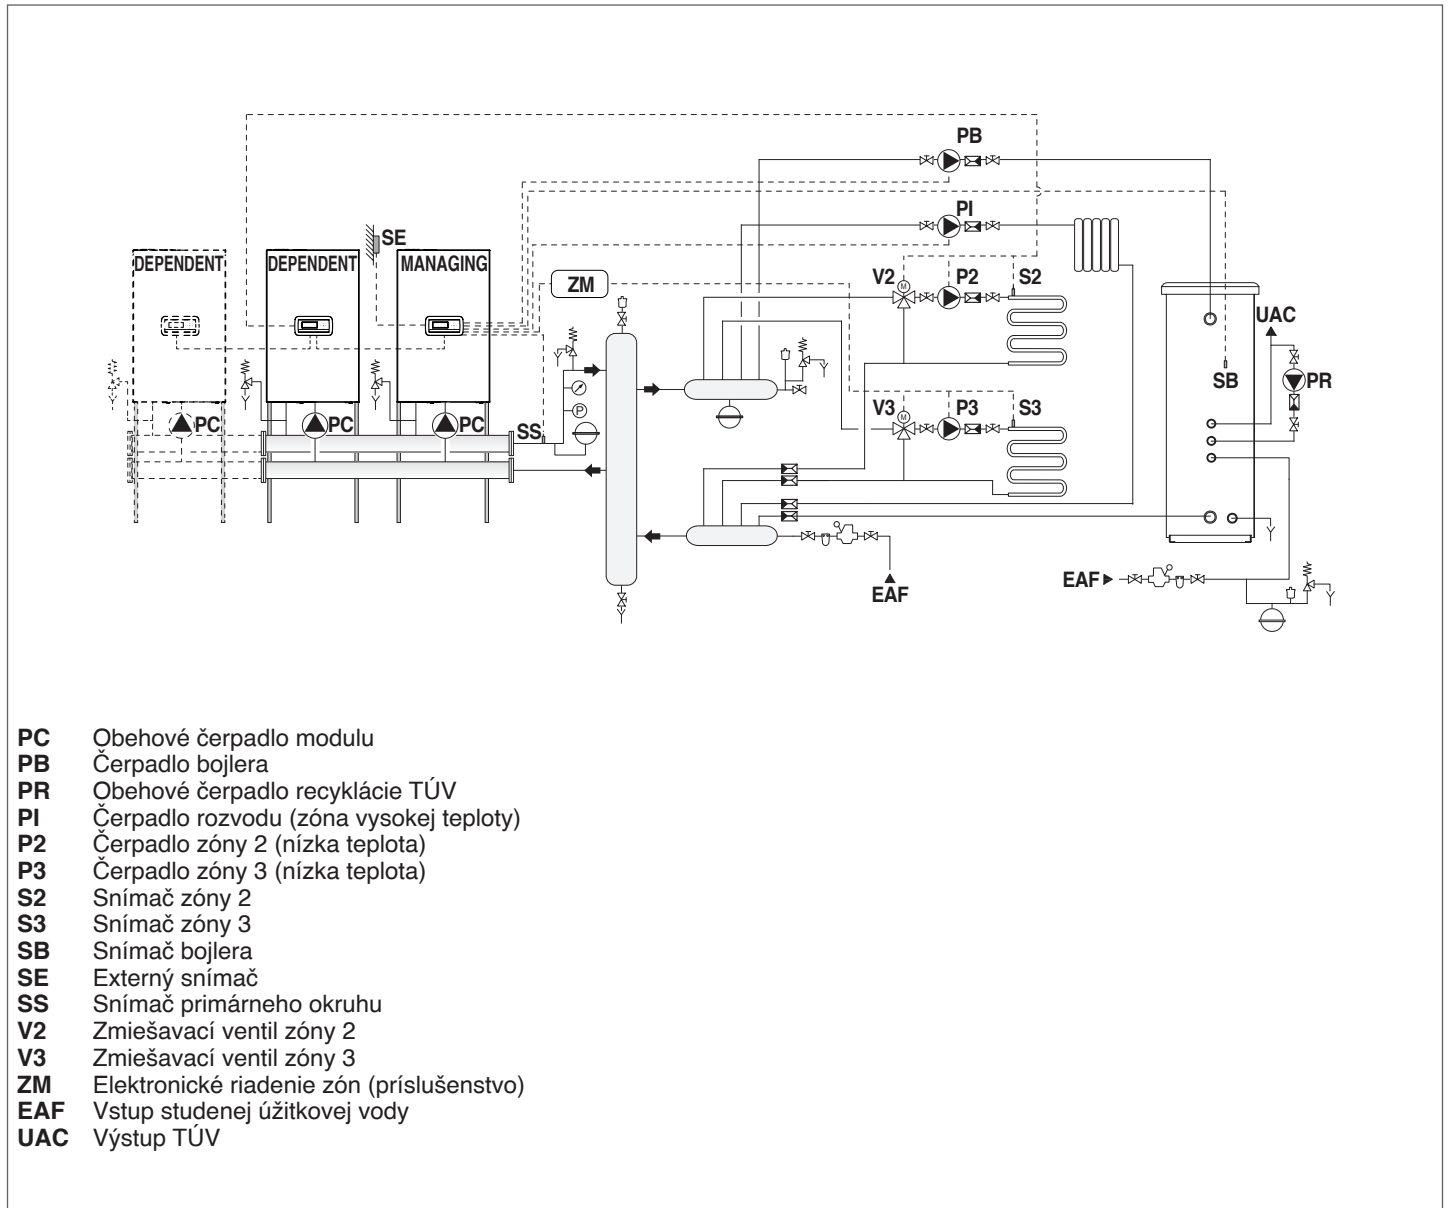 PB
PI
SE
DEPENDENT DEPENDENT MANAGING
ZM
V2 P2 S2
UAC
SB PR
V3 P3 S3
PC PC PC SS
P
M
M
EAF
EAF
PC Obehové čerpadlo modulu
PB Čerpadlo bojlera
PR Obehové čerpadlo recyklácie TÚV
PI Čerpadlo rozvodu (zóna vysokej teploty)
P2 Čerpadlo zóny 2 (nízka teplota)
P3 Čerpadlo zóny 3 (nízka teplota)
S2 Snímač zóny 2
S3 Snímač zóny 3
SB Snímač bojlera
SE Externý snímač
SS Snímač primárneho okruhu
V2 Zmiešavací ventil zóny 2
V3 Zmiešavací ventil zóny 3
ZM Elektronické riadenie zón (príslušenstvo)
EAF Vstup studenej úžitkovej vody
UAC Výstup TÚV